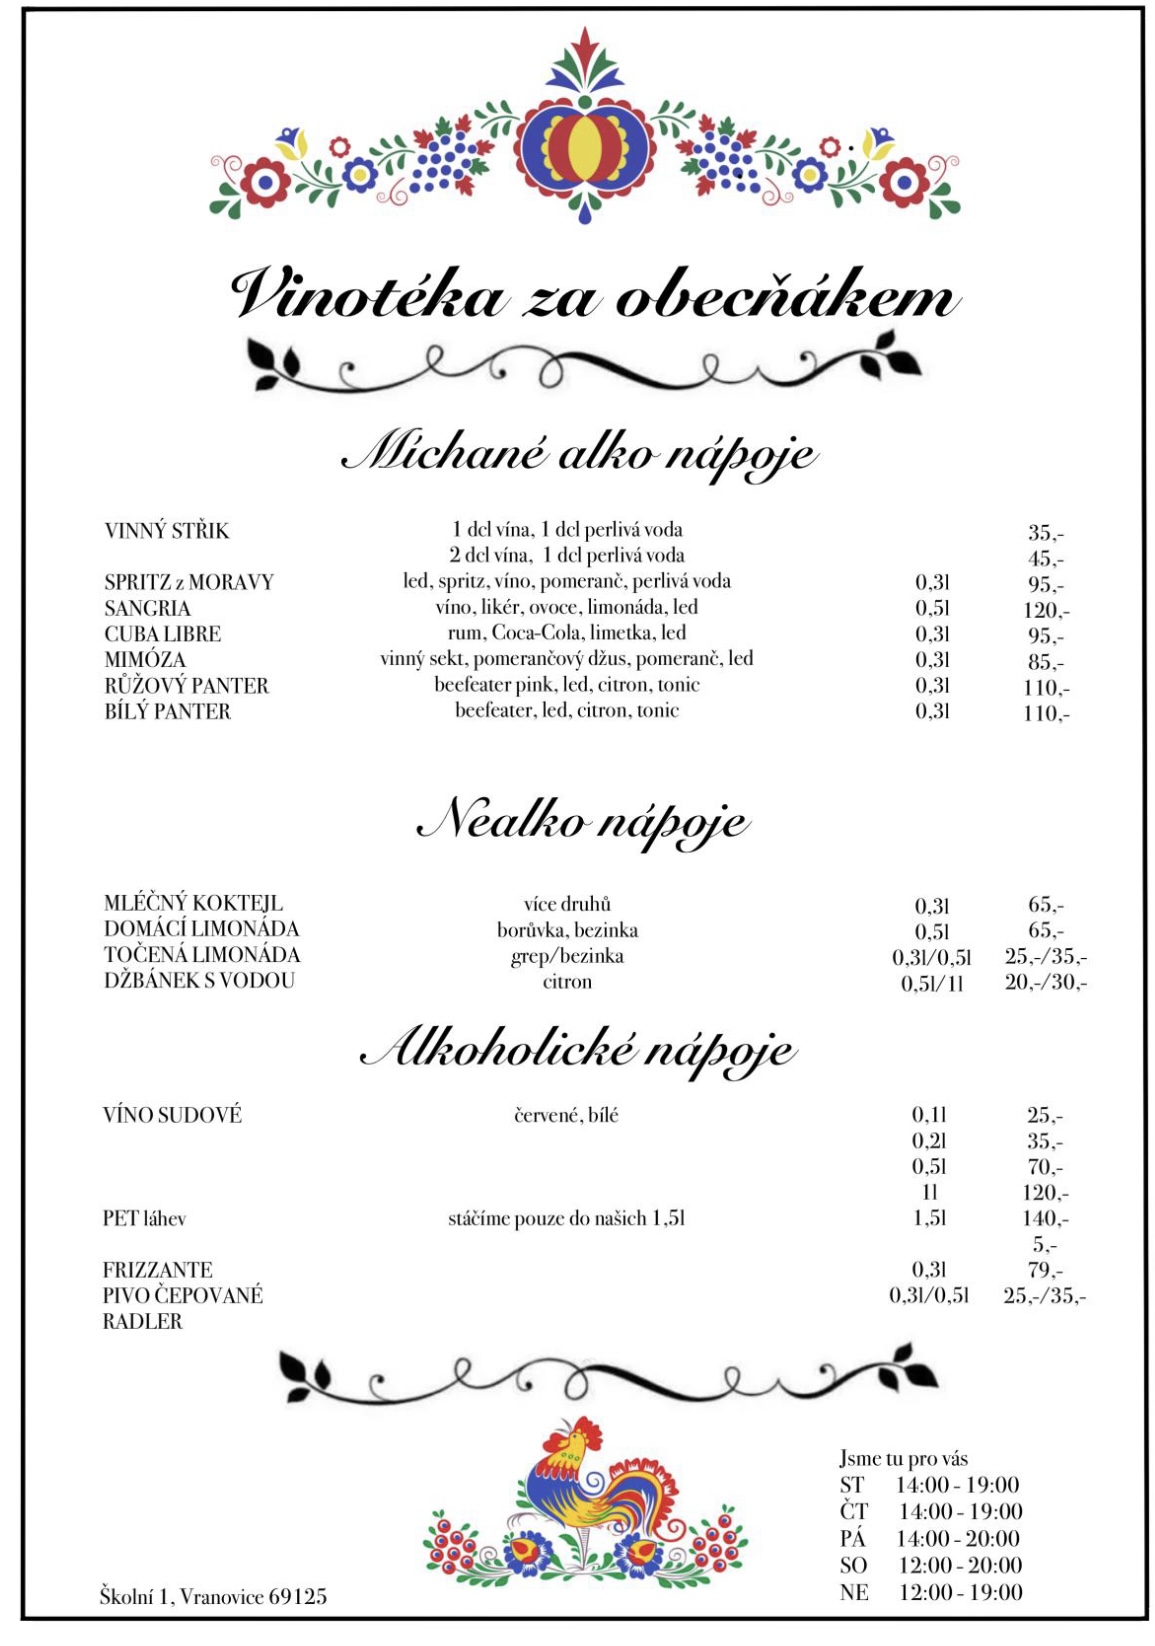 Vinotéka za obecňákem
Míchané alko nápoje
VINNÝ STŘIK 1 dcl vína, 1 dcl perlivá voda 35,-
2 dcl vína, 1 dcl perlivá voda 45,-
SPRITZ z MORAVY led, spritz, víno, pomeranč, perlivá voda 0,3l 95,-
SANGRIA víno, likér, ovoce, limonáda, led 0,5l 120,-
CUBA LIBRE rum, Coca-Cola, limetka, led 0,3l 95,-
MIMÓZA vinný sekt, pomerančový džus, pomeranč, led 0,3l 85,-
RŮŽOVÝ PANTER beefeater pink, led, citron, tonic 0,3l 110,-
BÍLÝ PANTER beefeater, led, citron, tonic 0,3l 110,-
Nealko nápoje
MLÉČNÝ KOKTEJL více druhů 0,3l 65,-
DOMÁCÍ LIMONÁDA borůvka, bezinka 0,5l 65,-
TOČENÁ LIMONÁDA grep/bezinka 0,3l/0,5l 25,-/35,-
DŽBÁNEK S VODOU citron 0,5l/1l 20,-/30,-
Alkoholické nápoje
VÍNO SUDOVÉ červené, bílé 0,1l 25,-
0,2l 35,-
0,5l 70,-
1l 120,-
PET láhev stáčíme pouze do našich 1,5l 1,5l 140,-
5,-
FRIZZANTE 0,3l 79,-
PIVO ČEPOVANÉ 0,3l/0,5l 25,-/35,-
RADLER
Jsme tu pro vás
ST 14:00 - 19:00
ČT 14:00 - 19:00
PÁ 14:00 - 20:00
SO 12:00 - 20:00
NE 12:00 - 19:00
Školní 1, Vranovice 69125